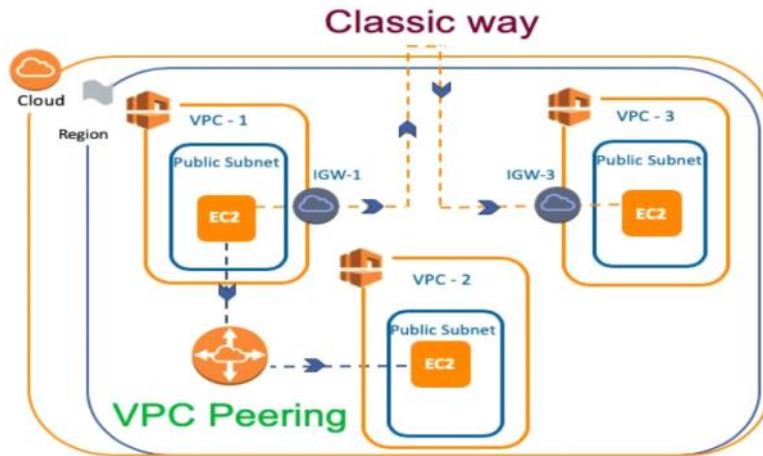 Classic way
Cloud
Region
VPC - 1
Public Subnet
EC2
IGW-1
IGW-3
VPC - 3
Public Subnet
EC2
VPC - 2
Public Subnet
EC2
VPC Peering